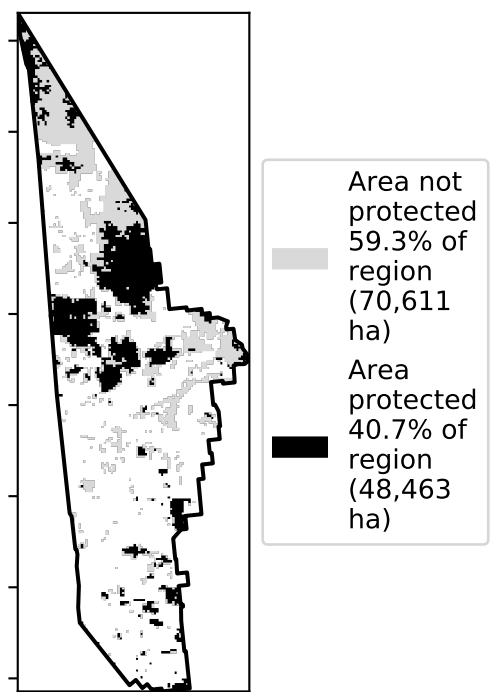 Area not
protected
59.3% of
region
(70,611
ha)
Area
protected
40.7% of
region
(48,463
ha)